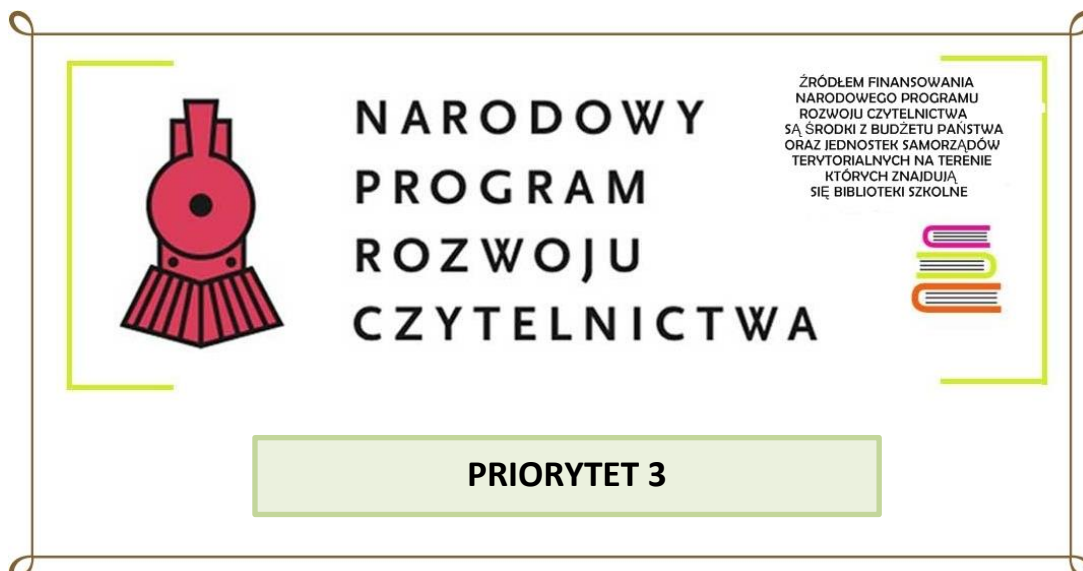 NARODOWY
PROGRAM
ROZWOJU
CZYTELNICTWA
ŹRÓDŁEM FINANSOWANIA
NARODOWEGO PROGRAMU
ROZWOJU CZYTELNICTWA
SĄ ŚRODKI Z BUDŻETU PAŃSTWA
ORAZ JEDNOSTEK SAMORZĄDÓW
TERYTORIALNYCH NA TERENIE
KTÓRYCH ZNAJDUJĄ
SIĘ BIBLIOTEKI SZKOLNE
PRIORYTET 3